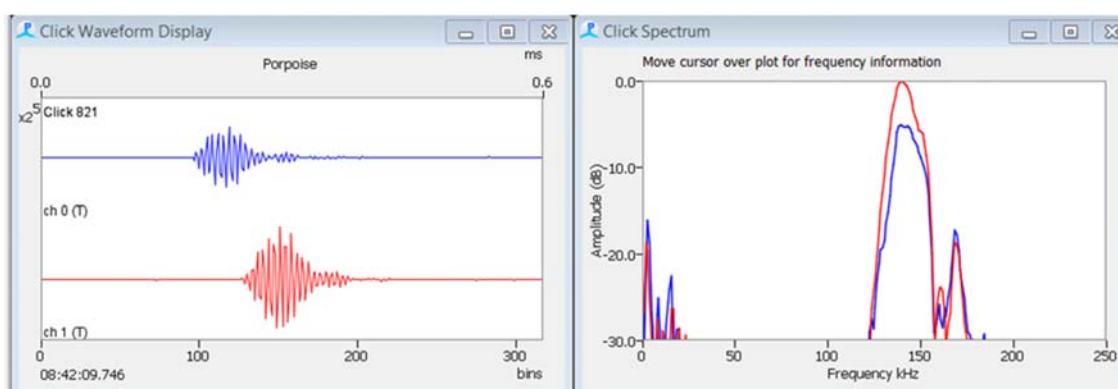 Click Waveform Display
Porpoise
ms
0.0
0.6
x2^5
Click 821
ch 0 (T)
ch 1 (T)
0
100
200
300
08:42:09.746
bins
Click Spectrum
Move cursor over plot for frequency information
0.0
-10.0
-20.0
-30.0
Amplitude (dB)
0
50
100
150
200
250
Frequency kHz